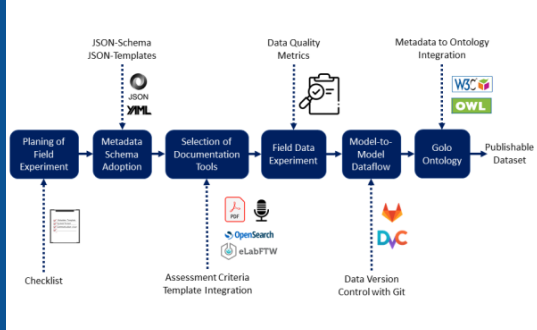 JSON-Schema
JSON-Templates
Data Quality
Metrics
Metadata to Ontology
Integration
JSON
YAML
W3C
OWL
Planing of
Field
Experiment
Metadata
Schema
Adoption
Selection of
Documentation
Tools
Field Data
Experiment
Model-to-
Model
Dataflow
Golo
Ontology
Publishable
Dataset
PDF
OpenSearch
eLabFTW
DVC
Checklist
Assessment Criteria
Template Integration
Data Version
Control with Git